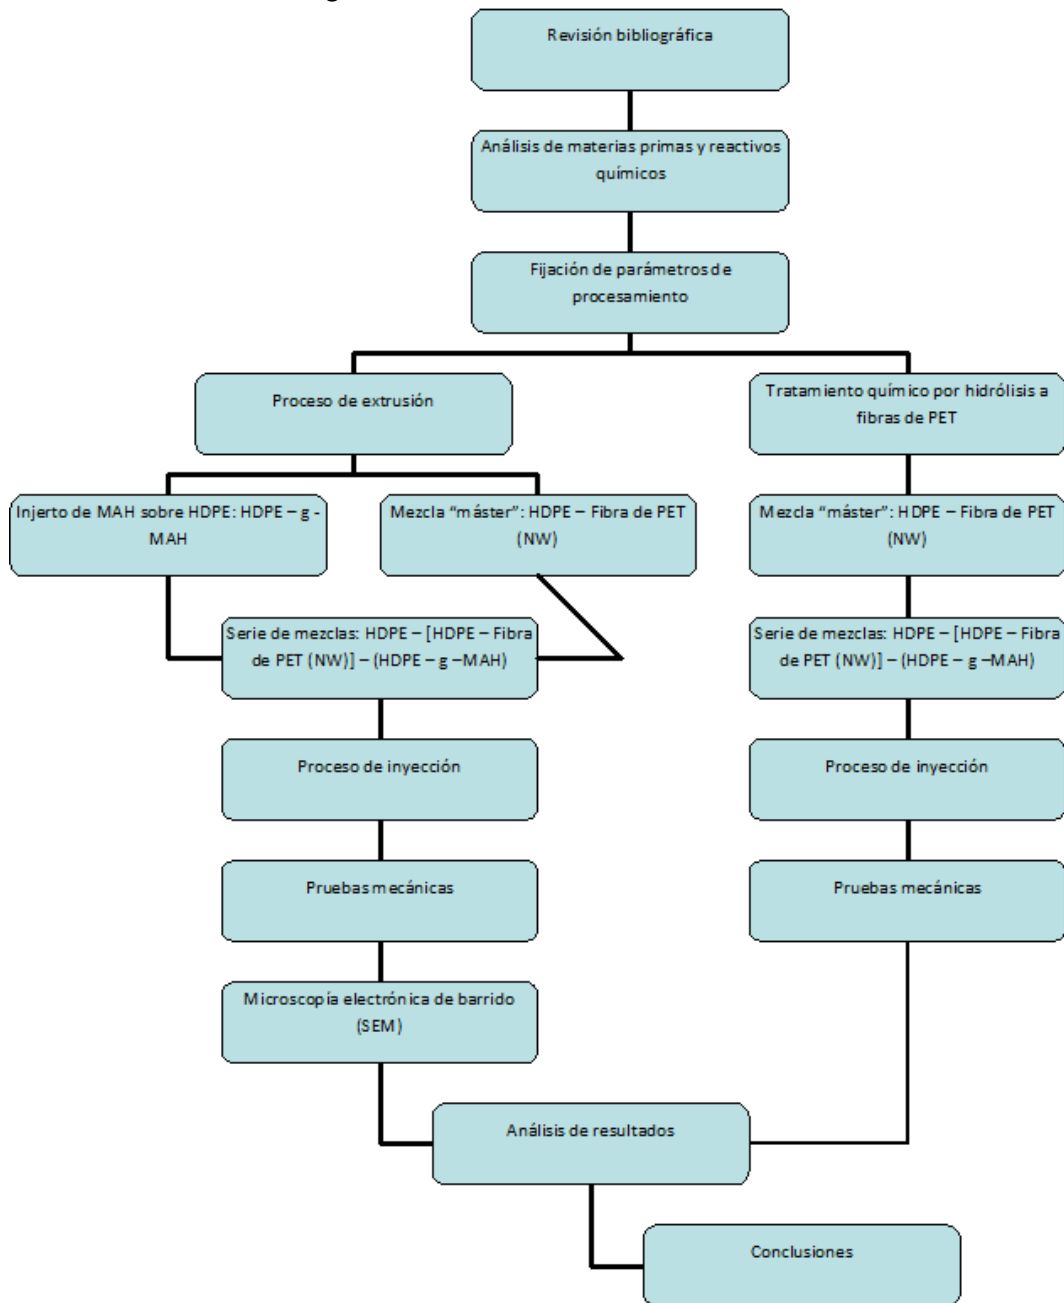 Revisión bibliográfica
Análisis de materias primas y reactivos
químicos
Fijación de parámetros de
procesamiento
Proceso de extrusión
Tratamiento químico por hidrólisis a
fibras de PET
Injerto de MAH sobre HDPE: HDPE – g -
MAH
Mezcla “máster”: HDPE – Fibra de PET
(NW)
Mezcla “máster”: HDPE – Fibra de PET
(NW)
Serie de mezclas: HDPE – [HDPE – Fibra
de PET (NW)] – (HDPE – g –MAH)
Serie de mezclas: HDPE – [HDPE – Fibra
de PET (NW)] – (HDPE – g –MAH)
Proceso de inyección
Proceso de inyección
Pruebas mecánicas
Pruebas mecánicas
Microscopía electrónica de barrido
(SEM)
Análisis de resultados
Conclusiones